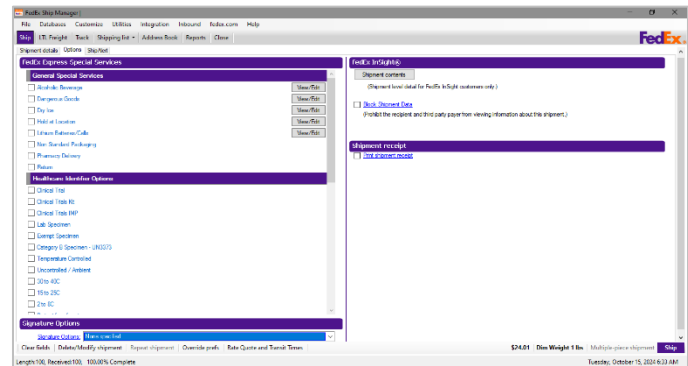 FedEx Ship Manager |
File Databases Customize Utilities Integration Inbound fedex.com Help
Ship LTL Freight Track Shipping list Address Book Reports Close
FedEx
Shipment details Options ShipNet
FedEx Express Special Services
General Special Services
Alcoholic Beverage View/Edit
Dangerous Goods View/Edit
Dry Ice View/Edit
Hold at Location View/Edit
Lithium Batteries/Cells View/Edit
Non Standard Packaging
Pharmacy Delivery
Return
Healthcare Identifier Options
Clinical Trial
Clinical Trials Kit
Clinical Trials IMP
Lab Specimen
Exempt Specimen
Category B Specimen - UN3373
Temperature Controlled
Uncontrolled / Ambient
30 to 40C
15 to 25C
2 to 8C
Signature Options
Signature Options: None specified
FedEx InSight®
Shipment contents
(Shipment level detail for FedEx InSight customers only.)
Block Shipment Data
(Prohibit the recipient and third party payer from viewing information about this shipment.)
Shipment receipt
Print shipment receipt
Clear fields Delete/Modify shipment Repeat shipment Override prefs Rate Quote and Transit Times $24.01 Dim Weight 1 lbs Multiple-piece shipment Ship
Length:100, Received:100, 100.00% Complete Tuesday, October 15, 2024 6:33 AM